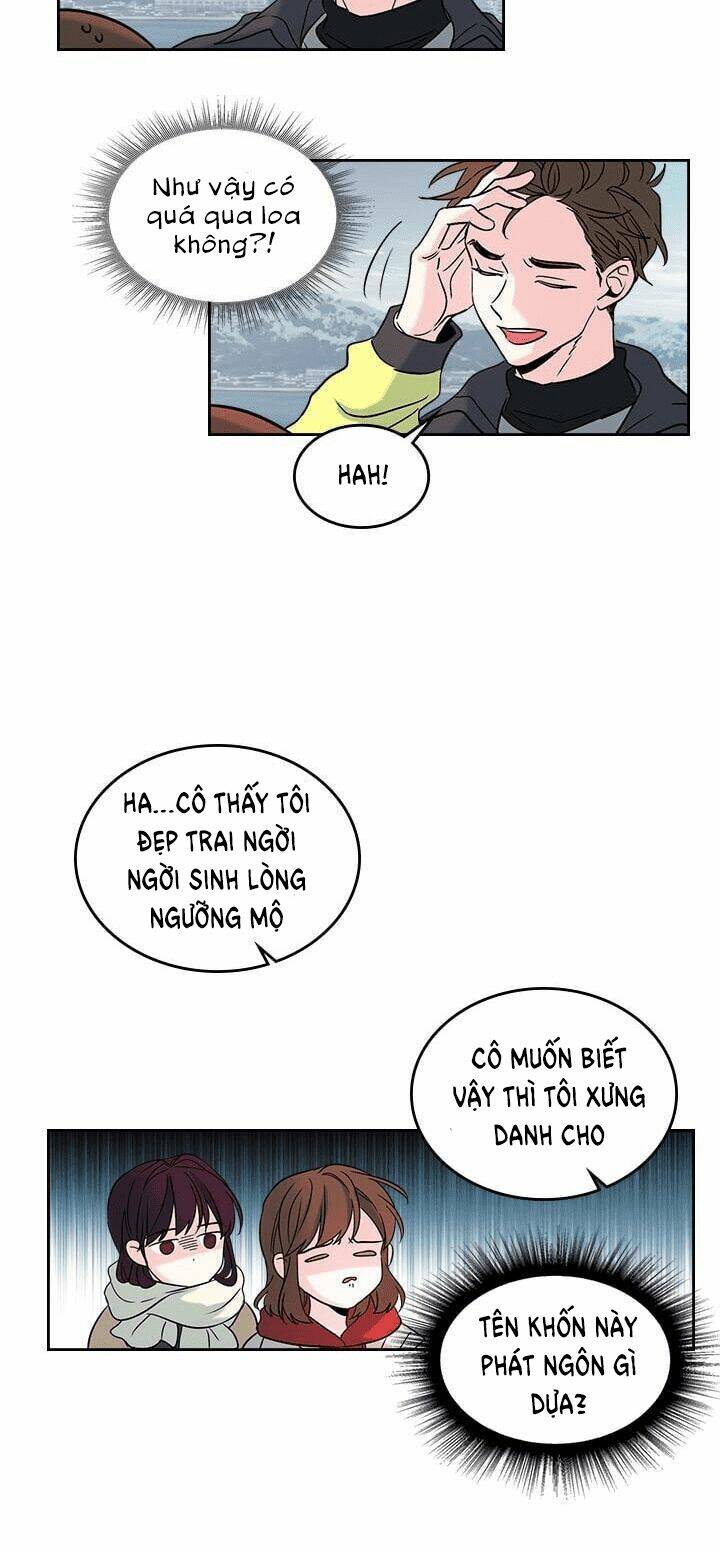 Như vậy có
quá qua loa
không?!
HAH!
HA...CÔ THẤY TÔI
ĐẸP TRAI NGỜI
NGỜI SINH LÒNG
NGƯỠNG MỘ
CÔ MUỐN BIẾT
VẬY THÌ TÔI XƯNG
DANH CHO
TÊN KHỐN NÀY
PHÁT NGÔN GÌ
DỰA?